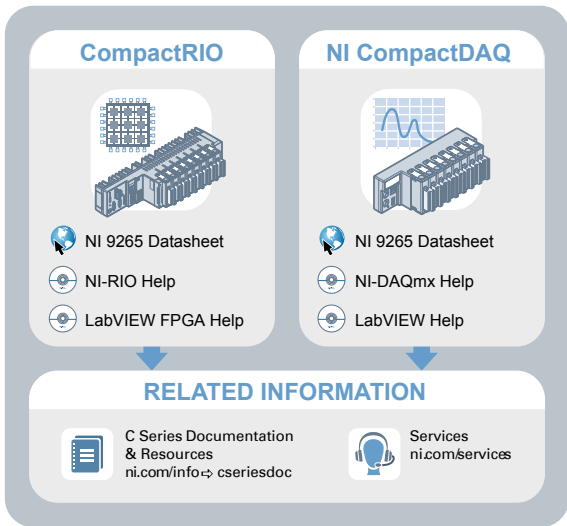 CompactRIO
NI 9265 Datasheet
NI-RIO Help
LabVIEW FPGA Help
NI CompactDAQ
NI 9265 Datasheet
NI-DAQmx Help
LabVIEW Help
RELATED INFORMATION
C Series Documentation
& Resources
ni.com/info ⇨ cseriesdoc
Services
ni.com/services